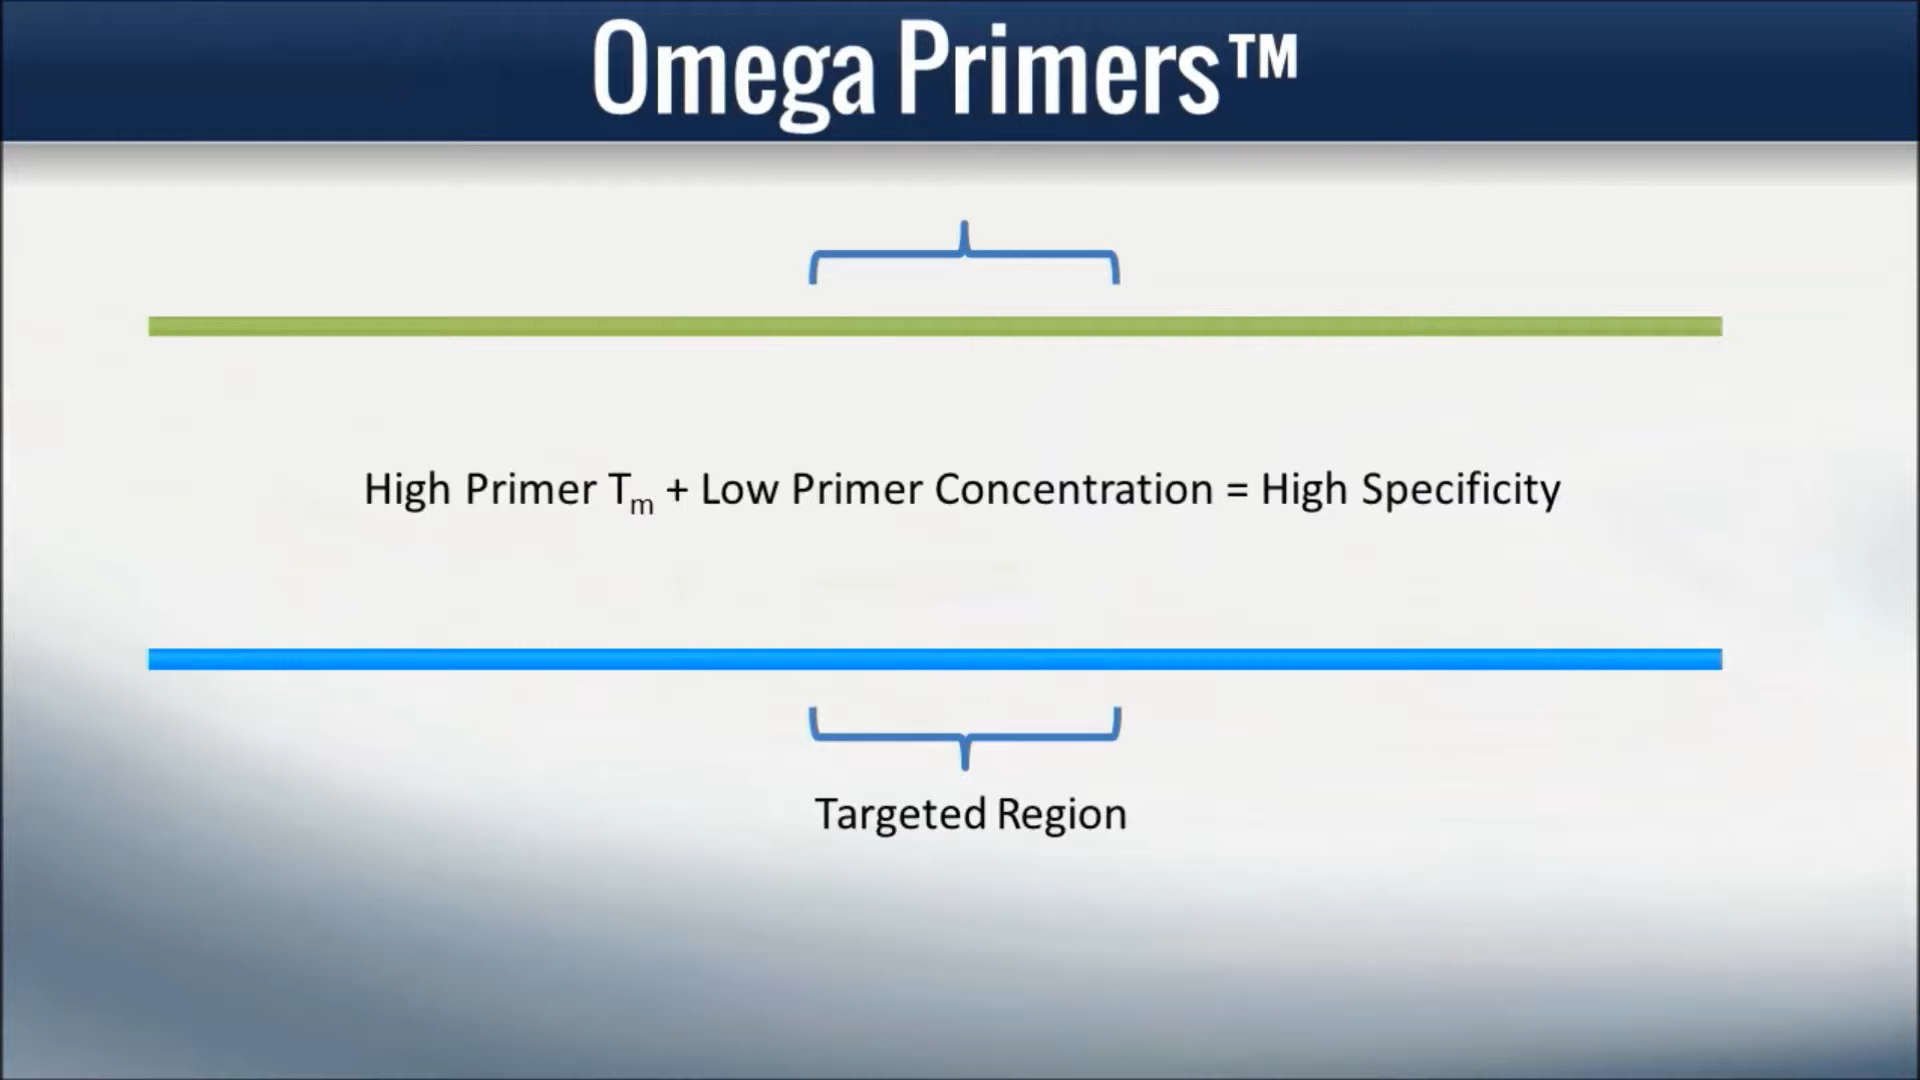 Omega Primers™
High Primer Tm + Low Primer Concentration = High Specificity
Targeted Region